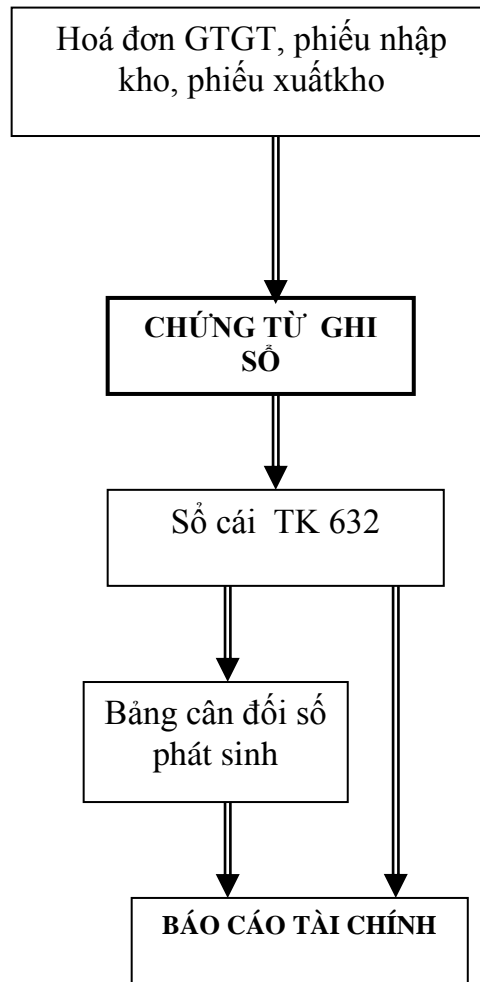 Hoá đơn GTGT, phiếu nhập
kho, phiếu xuấtkho
CHỨNG TỪ GHI
SỔ
Sổ cái TK 632
Bảng cân đối số
phát sinh
BÁO CÁO TÀI CHÍNH